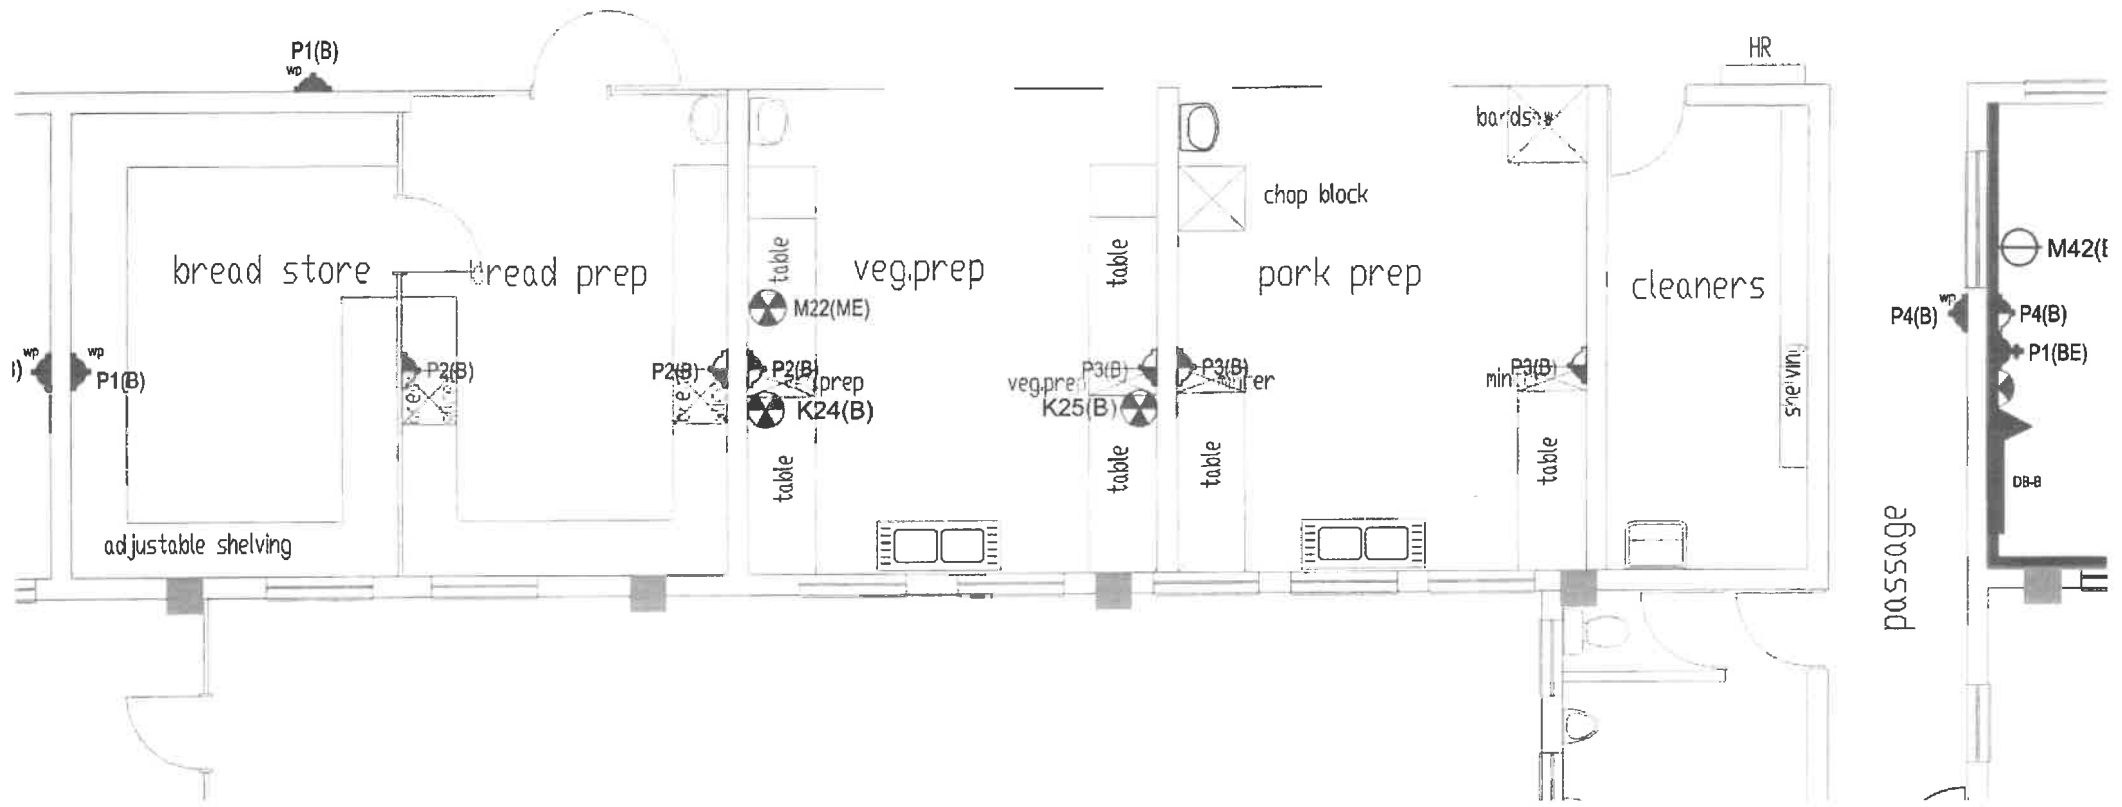 P1(B)
wp
HR
bandsaw
chop block
table
table
bread store
bread prep
veg.prep
pork prep
cleaners
M42(E
M22(ME)
wp
P4(B)
P4(B)
P1(BE)
wp
)
wp
P1(B)
P2(B)
P2(B)
P2(B)
prep
P3(B)
veg.prep
P3(B)
P3(B)
K24(B)
K25(B)
shelving
table
table
table
table
DB-B
adjustable shelving
passage